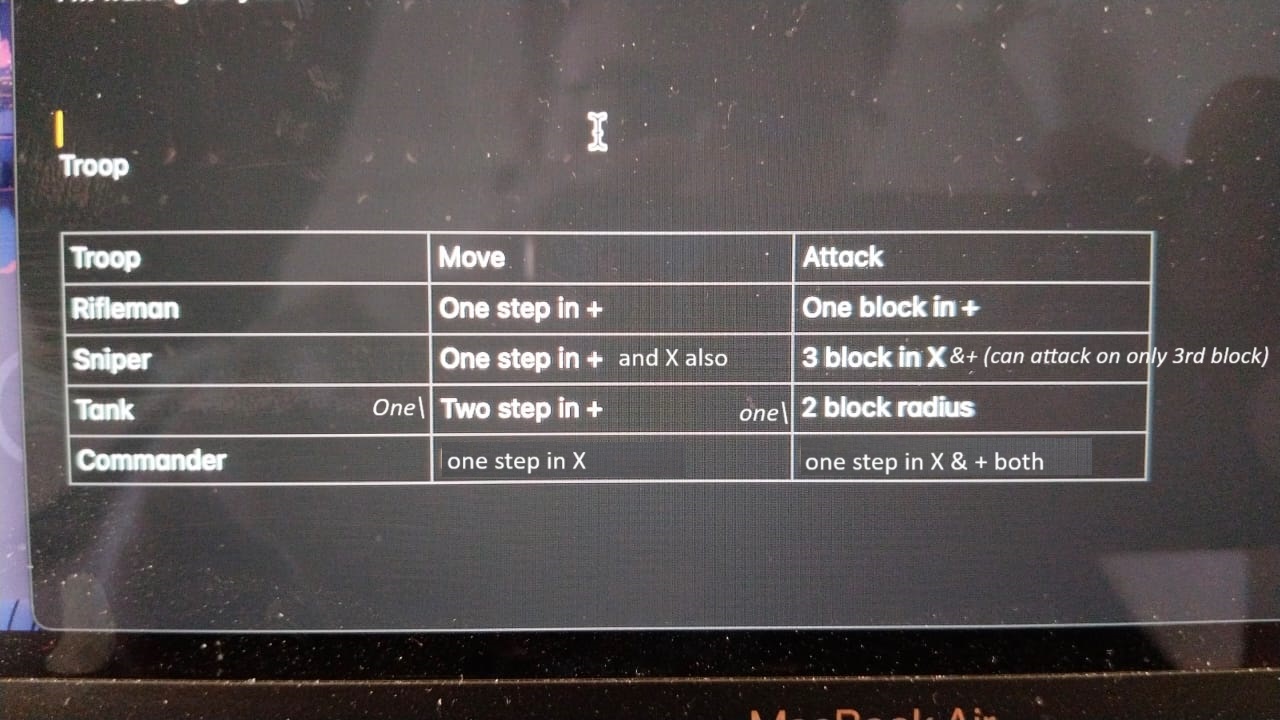 Troop
Troop Move Attack
Rifleman One step in + One block in +
Sniper One step in + and X also 3 block in X &+ (can attack on only 3rd block)
Tank One\ Two step in + one\ 2 block radius
Commander one step in X one step in X & + both
MacBook Air